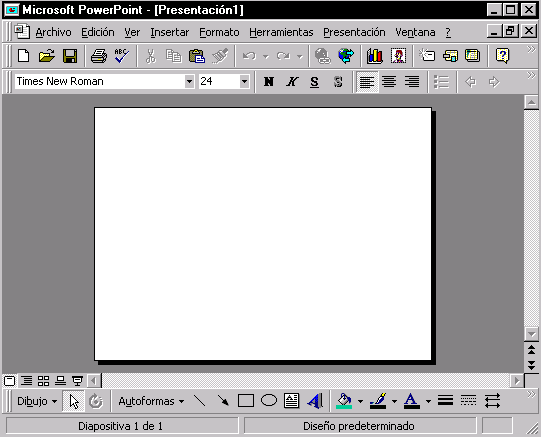 Microsoft PowerPoint - [Presentación1]
Archivo Edición Ver Insertar Formato Herramientas Presentación Ventana ?
ABC
Times New Roman 24 N K S S
Dibujo Autoformas A A
Diapositiva 1 de 1 Diseño predeterminado